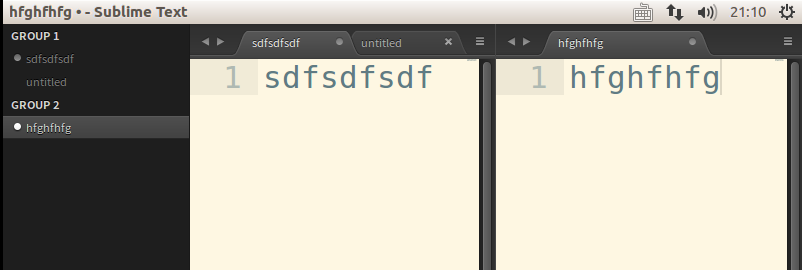 hfghfhfg • - Sublime Text
21:10
GROUP 1
sdfsdfsdf
untitled
GROUP 2
hfghfhfg
sdfsdfsdf
untitled
hfghfhfg
1 sdfsdfsdf
1 hfghfhfg